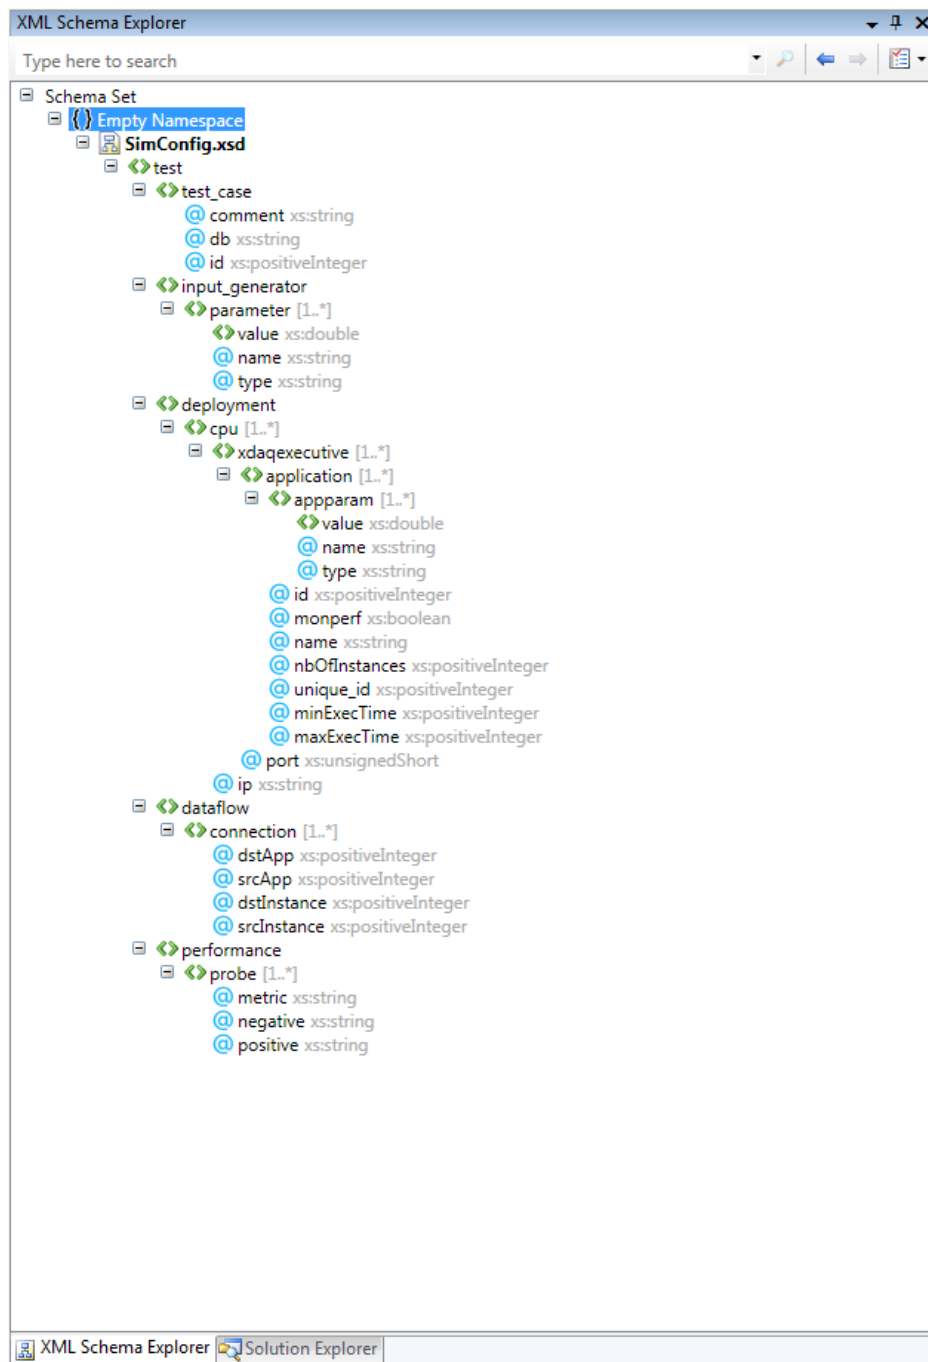 XML Schema Explorer
Type here to search
Schema Set
{} Empty Namespace
SimConfig.xsd
test
test_case
@ comment xs:string
@ db xs:string
@ id xs:positiveInteger
input_generator
parameter [1..*]
value xs:double
@ name xs:string
@ type xs:string
deployment
cpu [1..*]
xdaqexecutive [1..*]
application [1..*]
appparam [1..*]
value xs:double
@ name xs:string
@ type xs:string
@ id xs:positiveInteger
@ monperf xs:boolean
@ name xs:string
@ nbOfInstances xs:positiveInteger
@ unique_id xs:positiveInteger
@ minExecTime xs:positiveInteger
@ maxExecTime xs:positiveInteger
@ port xs:unsignedShort
@ ip xs:string
dataflow
connection [1..*]
@ dstApp xs:positiveInteger
@ srcApp xs:positiveInteger
@ dstInstance xs:positiveInteger
@ srcInstance xs:positiveInteger
performance
probe [1..*]
@ metric xs:string
@ negative xs:string
@ positive xs:string
XML Schema Explorer Solution Explorer